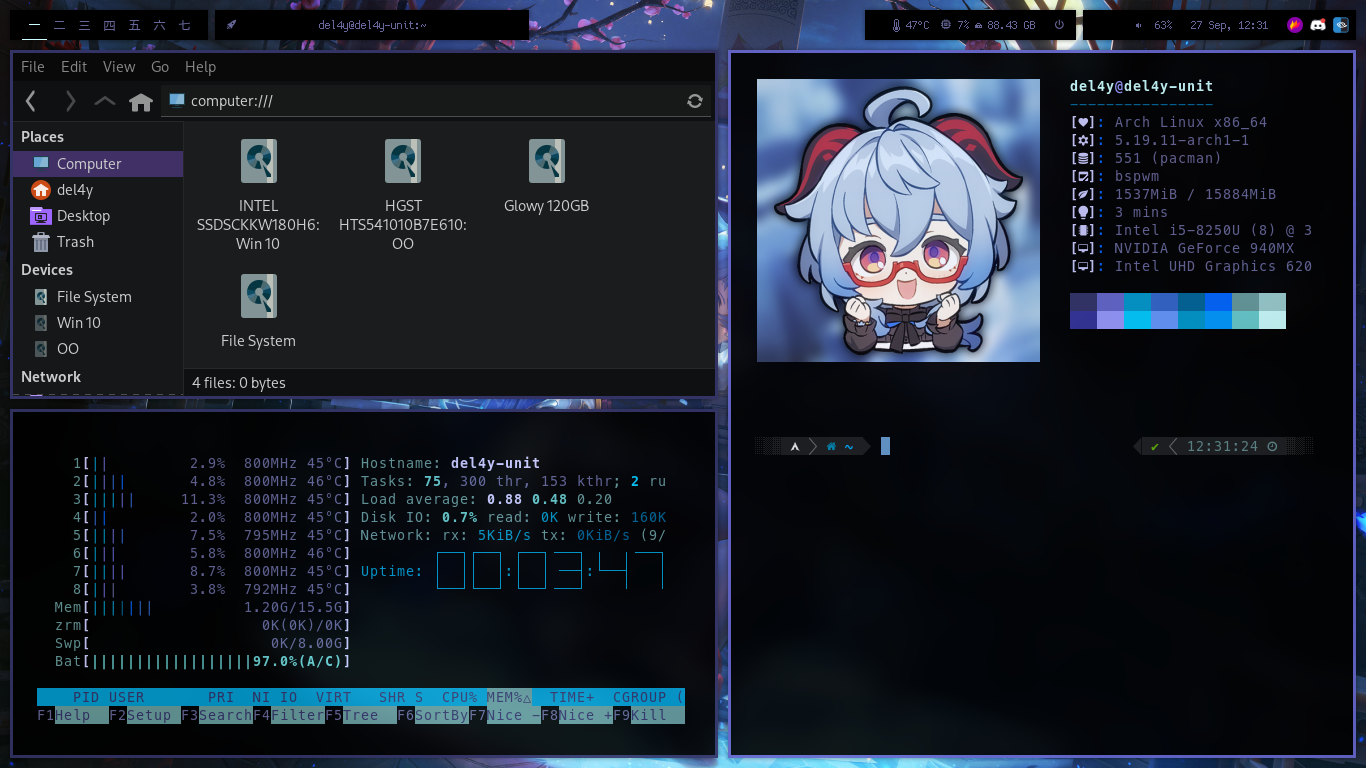 一 二 三 四 五 六 七
del4y@del4y-unit:~
47°C 7% 88.43 GB
63% 27 Sep, 12:31
File Edit View Go Help
computer:///
Places
Computer
del4y
Desktop
Trash
Devices
File System
Win 10
OO
Network
INTEL
SSDSCKKW180H6:
Win 10
HGST
HTS541010B7E610:
OO
Glowy 120GB
File System
4 files: 0 bytes
1[|| 2.9% 800MHz 45°C]
2[|||| 4.8% 800MHz 46°C]
3[||||| 11.3% 800MHz 45°C]
4[|| 2.0% 800MHz 45°C]
5[|||| 7.5% 795MHz 45°C]
6[||| 5.8% 800MHz 46°C]
7[|||| 8.7% 800MHz 45°C]
8[||| 3.8% 792MHz 45°C]
Mem[||||||| 1.20G/15.5G]
zrm[ 0K(0K)/0K]
Swp[ 0K/8.00G]
Bat[||||||||||||||||||97.0%(A/C)]
Hostname: del4y-unit
Tasks: 75, 300 thr, 153 kthr; 2 ru
Load average: 0.88 0.48 0.20
Disk IO: 0.7% read: 0K write: 160K
Network: rx: 5KiB/s tx: 0KiB/s (9/
Uptime: 00:03:47
PID USER PRI NI IO VIRT SHR S CPU% MEM%△ TIME+ CGROUP (
F1Help F2Setup F3SearchF4FilterF5Tree F6SortByF7Nice -F8Nice +F9Kill
del4y@del4y-unit
----------------
[♥]: Arch Linux x86_64
[⚙]: 5.19.11-arch1-1
[]: 551 (pacman)
[]: bspwm
[]: 1537MiB / 15884MiB
[]: 3 mins
[]: Intel i5-8250U (8) @ 3
[]: NVIDIA GeForce 940MX
[]: Intel UHD Graphics 620
~
✔ 12:31:24